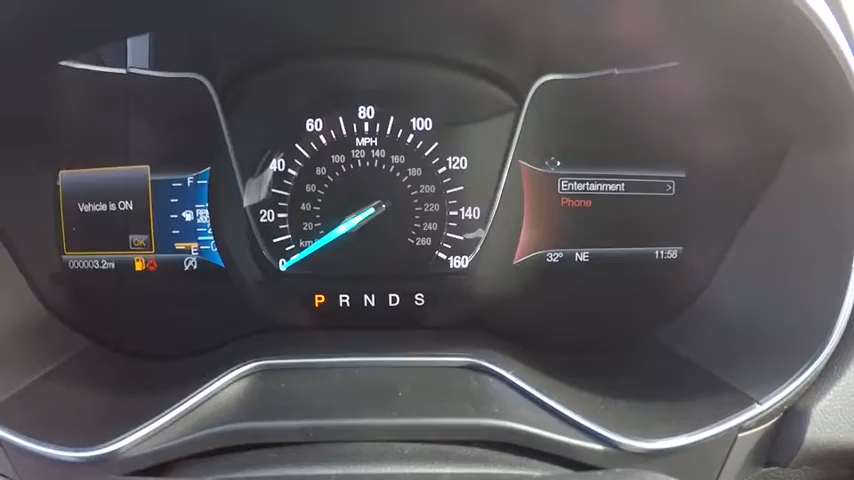 Vehicle is ON
OK
000003.2mi
F
E
0
20
40
60
80
100
120
140
160
MPH
20
40
60
80
100
120
140
160
180
200
220
240
260
P R N D S
Entertainment >
Phone
32° NE 11:58